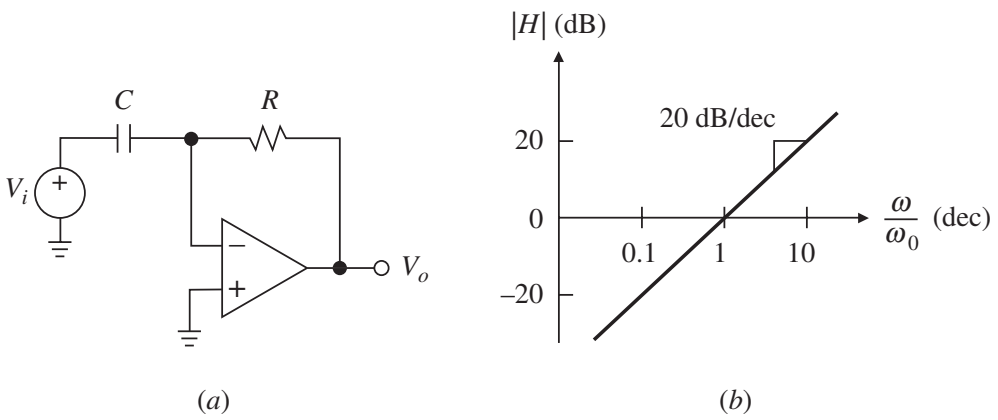 C
R
V_i
+
−
+
V_o
(a)
|H| (dB)
20 dB/dec
20
0
−20
0.1
1
10
ω/ω_0 (dec)
(b)